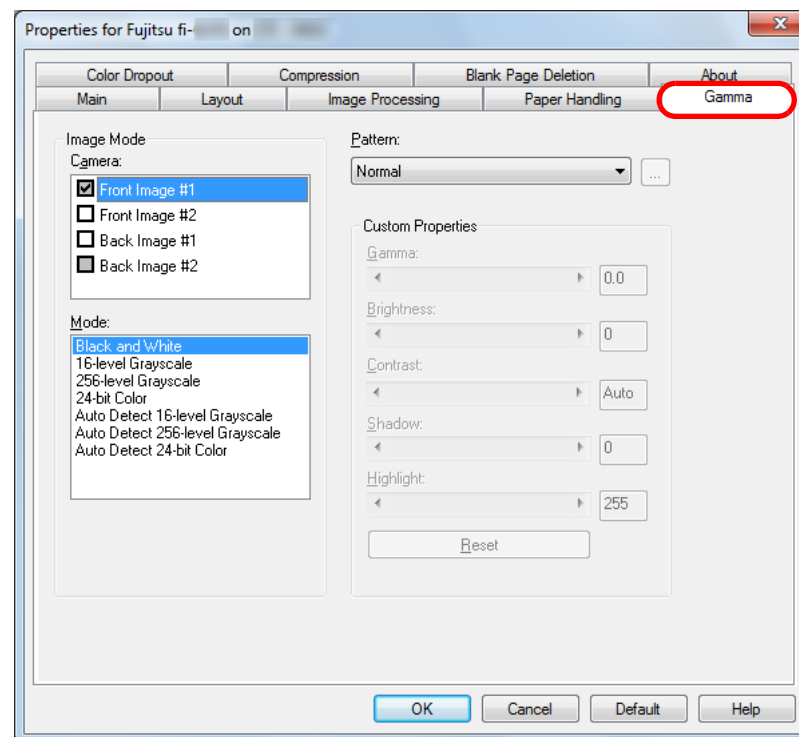 Properties for Fujitsu fi- on
Color Dropout Compression Blank Page Deletion About
Main Layout Image Processing Paper Handling Gamma
Image Mode
Camera:
Front Image #1
Front Image #2
Back Image #1
Back Image #2
Mode:
Black and White
16-level Grayscale
256-level Grayscale
24-bit Color
Auto Detect 16-level Grayscale
Auto Detect 256-level Grayscale
Auto Detect 24-bit Color
Pattern:
Normal ...
Custom Properties
Gamma:
0.0
Brightness:
0
Contrast:
Auto
Shadow:
0
Highlight:
255
Reset
OK Cancel Default Help